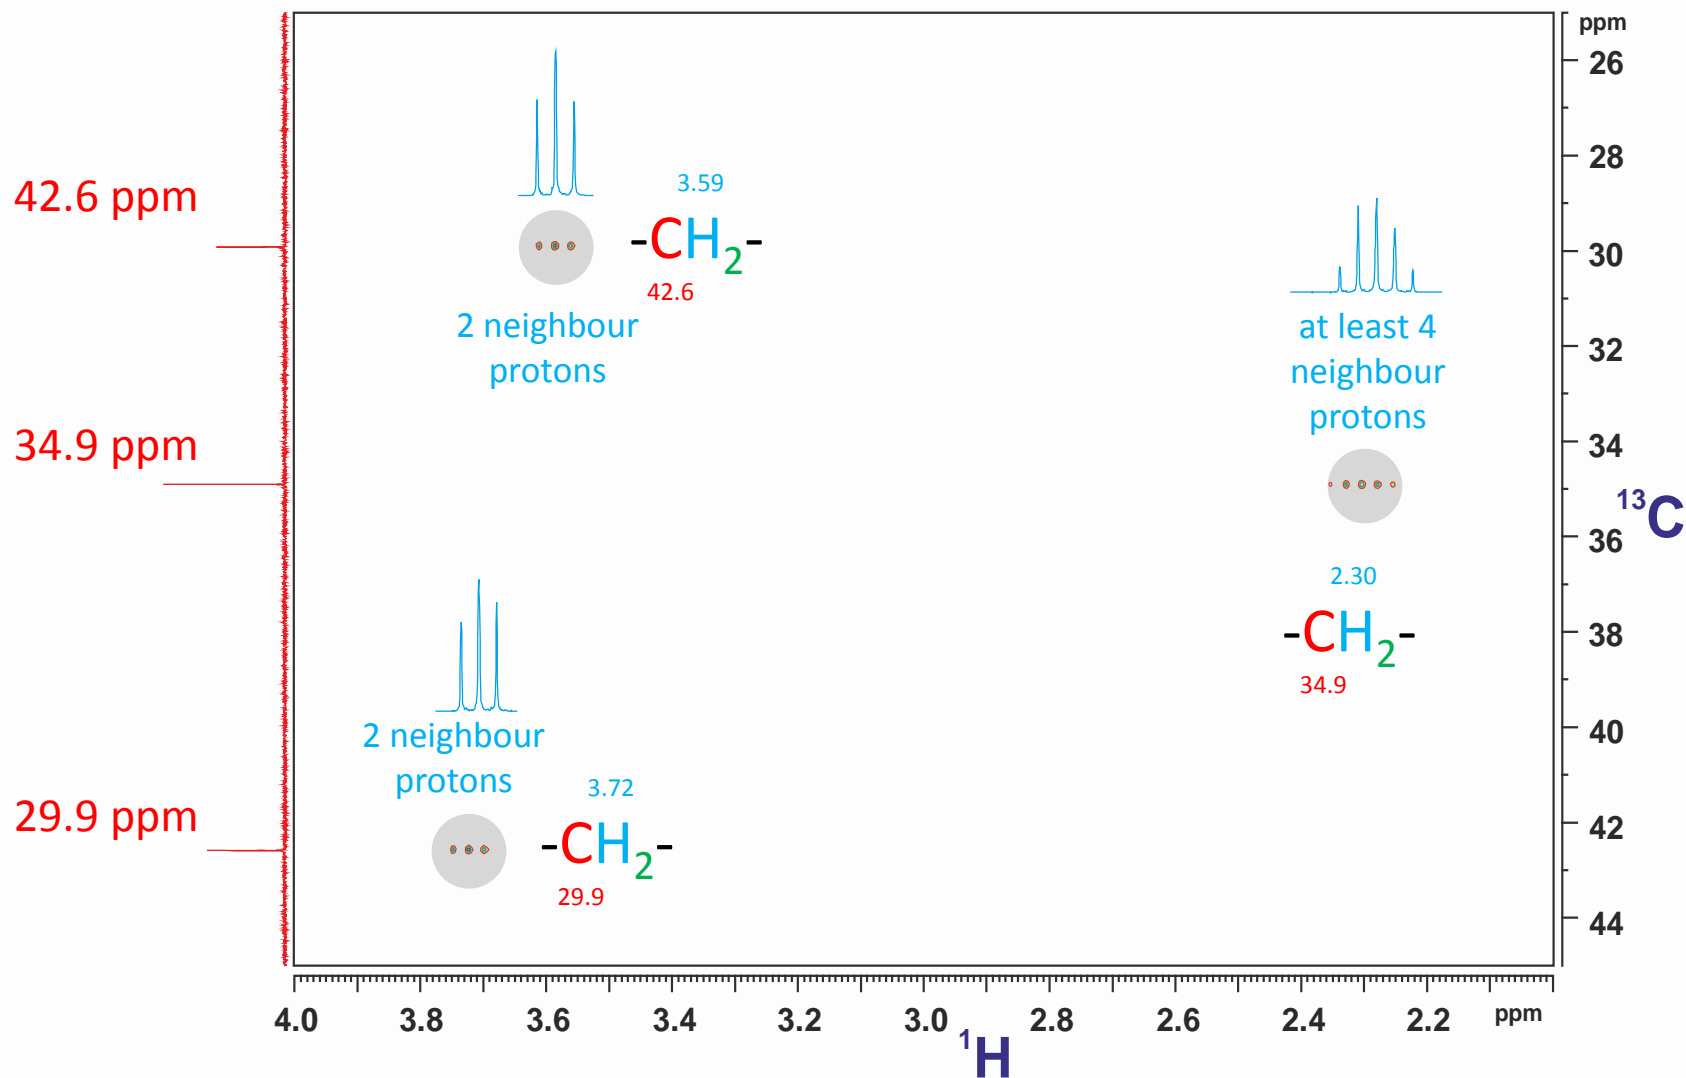 ppm
26
28
30
32
34
36
38
40
42
44
¹³C
42.6 ppm
34.9 ppm
29.9 ppm
3.59
-CH₂-
42.6
2 neighbour
protons
at least 4
neighbour
protons
2.30
-CH₂-
34.9
2 neighbour
protons
3.72
-CH₂-
29.9
4.0 3.8 3.6 3.4 3.2 3.0 2.8 2.6 2.4 2.2 ppm
¹H